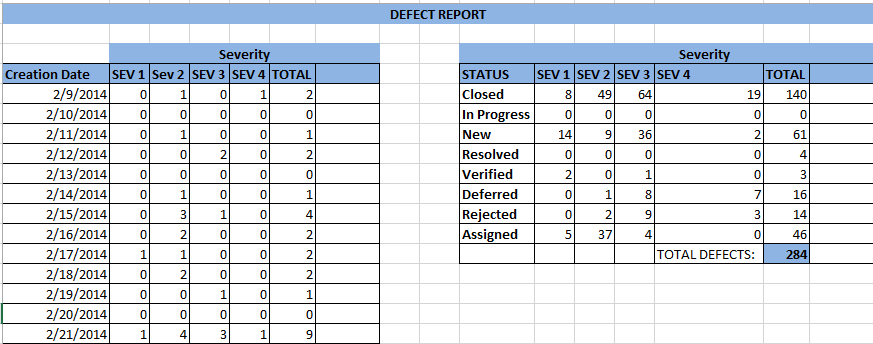 DEFECT REPORT
Severity
Creation Date SEV 1 Sev 2 SEV 3 SEV 4 TOTAL
2/9/2014 0 1 0 1 2
2/10/2014 0 0 0 0 0
2/11/2014 0 1 0 0 1
2/12/2014 0 0 2 0 2
2/13/2014 0 0 0 0 0
2/14/2014 0 1 0 0 1
2/15/2014 0 3 1 0 4
2/16/2014 0 2 0 0 2
2/17/2014 1 1 0 0 2
2/18/2014 0 2 0 0 2
2/19/2014 0 0 1 0 1
2/20/2014 0 0 0 0 0
2/21/2014 1 4 3 1 9
Severity
STATUS SEV 1 SEV 2 SEV 3 SEV 4 TOTAL
Closed 8 49 64 19 140
In Progress 0 0 0 0 0
New 14 9 36 2 61
Resolved 0 0 0 0 4
Verified 2 0 1 0 3
Deferred 0 1 8 7 16
Rejected 0 2 9 3 14
Assigned 5 37 4 0 46
TOTAL DEFECTS: 284